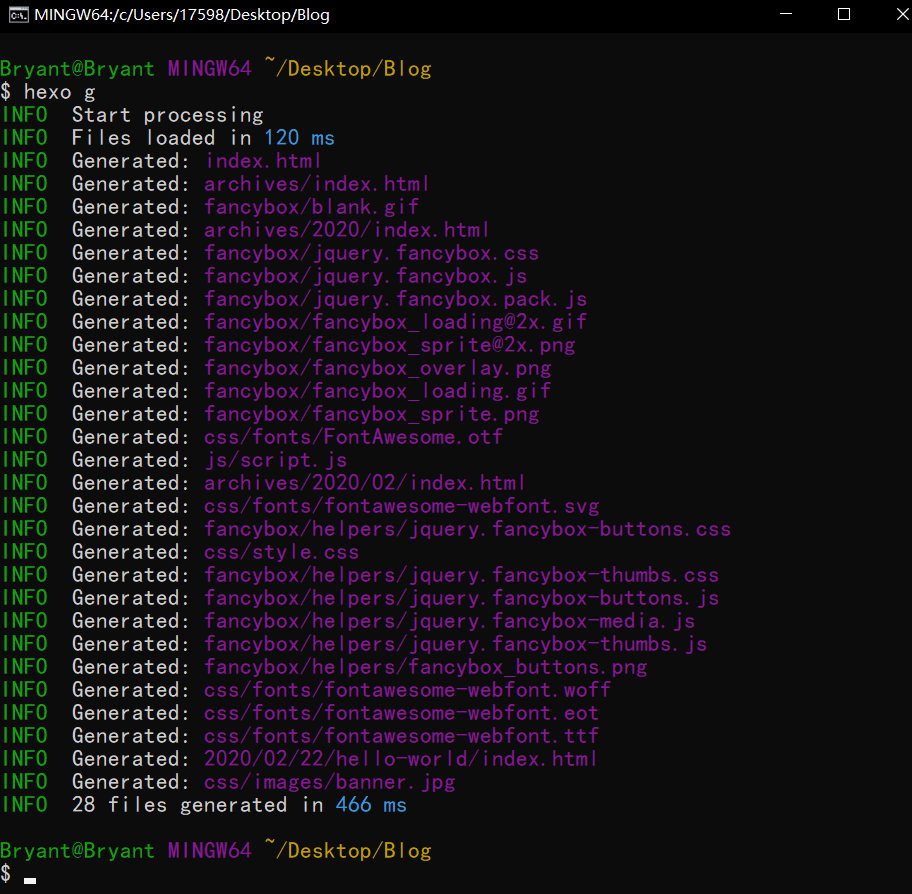 MINGW64:/c/Users/17598/Desktop/Blog
Bryant@Bryant MINGW64 ~/Desktop/Blog
$ hexo g
INFO  Start processing
INFO  Files loaded in 120 ms
INFO  Generated: index.html
INFO  Generated: archives/index.html
INFO  Generated: fancybox/blank.gif
INFO  Generated: archives/2020/index.html
INFO  Generated: fancybox/jquery.fancybox.css
INFO  Generated: fancybox/jquery.fancybox.js
INFO  Generated: fancybox/jquery.fancybox.pack.js
INFO  Generated: fancybox/fancybox_loading@2x.gif
INFO  Generated: fancybox/fancybox_sprite@2x.png
INFO  Generated: fancybox/fancybox_overlay.png
INFO  Generated: fancybox/fancybox_loading.gif
INFO  Generated: fancybox/fancybox_sprite.png
INFO  Generated: css/fonts/FontAwesome.otf
INFO  Generated: js/script.js
INFO  Generated: archives/2020/02/index.html
INFO  Generated: css/fonts/fontawesome-webfont.svg
INFO  Generated: fancybox/helpers/jquery.fancybox-buttons.css
INFO  Generated: css/style.css
INFO  Generated: fancybox/helpers/jquery.fancybox-thumbs.css
INFO  Generated: fancybox/helpers/jquery.fancybox-buttons.js
INFO  Generated: fancybox/helpers/jquery.fancybox-media.js
INFO  Generated: fancybox/helpers/jquery.fancybox-thumbs.js
INFO  Generated: fancybox/helpers/fancybox_buttons.png
INFO  Generated: css/fonts/fontawesome-webfont.woff
INFO  Generated: css/fonts/fontawesome-webfont.eot
INFO  Generated: css/fonts/fontawesome-webfont.ttf
INFO  Generated: 2020/02/22/hello-world/index.html
INFO  Generated: css/images/banner.jpg
INFO  28 files generated in 466 ms
Bryant@Bryant MINGW64 ~/Desktop/Blog
$